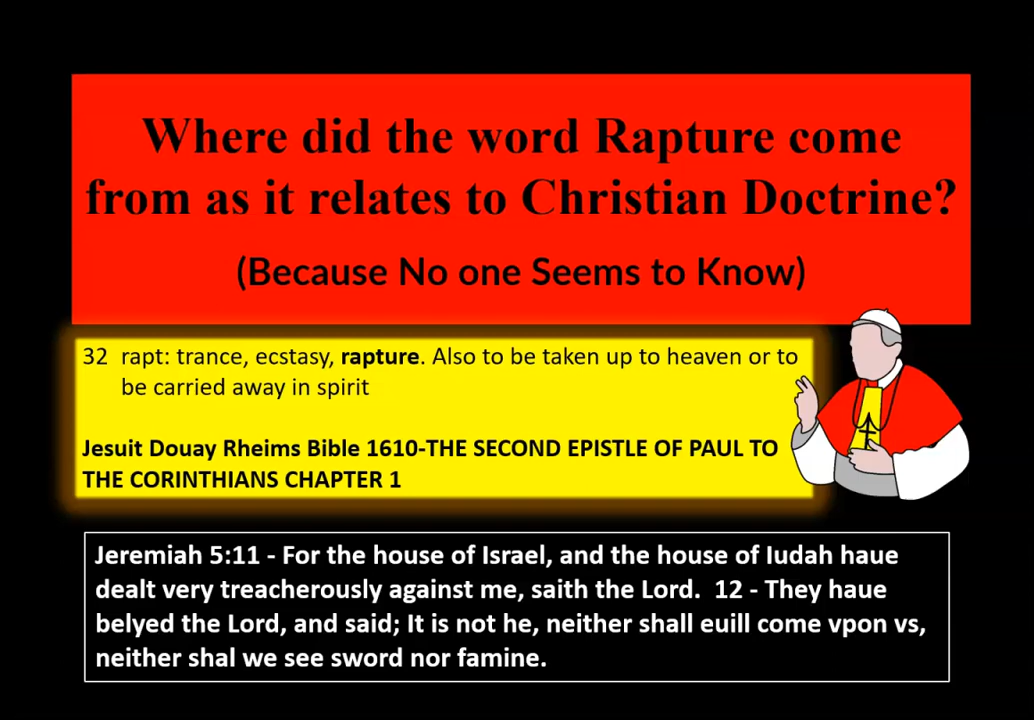 Where did the word Rapture come
from as it relates to Christian Doctrine?
(Because No one Seems to Know)
32 rapt: trance, ecstasy, rapture. Also to be taken up to heaven or to
be carried away in spirit
Jesuit Douay Rheims Bible 1610-THE SECOND EPISTLE OF PAUL TO
THE CORINTHIANS CHAPTER 1
Jeremiah 5:11 - For the house of Israel, and the house of Iudah haue
dealt very treacherously against me, saith the Lord. 12 - They haue
belyed the Lord, and said; It is not he, neither shall euill come vpon vs,
neither shal we see sword nor famine.